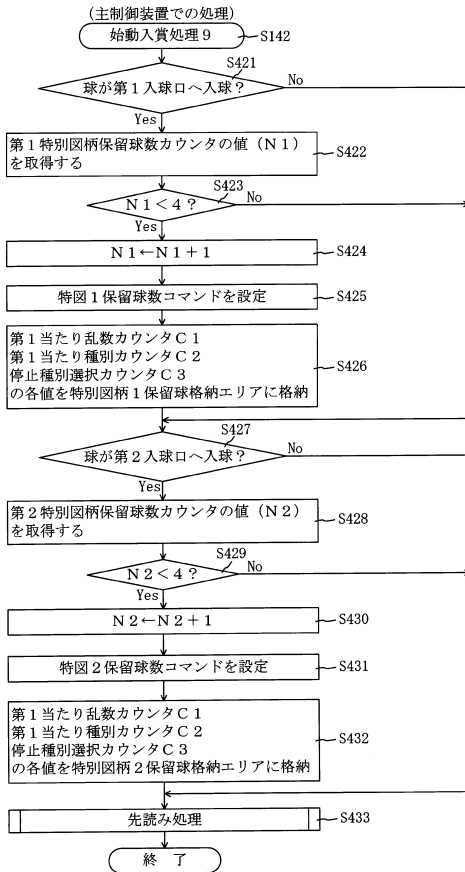 (主制御装置での処理)
始動入賞処理9
S142
S421
球が第1入球口へ入球?
No
Yes
第1特別図柄保留球数カウンタの値(N1)
を取得する
S422
S423
N1<4?
No
Yes
N1←N1+1
S424
特図1保留球数コマンドを設定
S425
第1当たり乱数カウンタC1
第1当たり種別カウンタC2
停止種別選択カウンタC3
の各値を特別図柄1保留球格納エリアに格納
S426
S427
球が第2入球口へ入球?
No
Yes
第2特別図柄保留球数カウンタの値(N2)
を取得する
S428
S429
N2<4?
No
Yes
N2←N2+1
S430
特図2保留球数コマンドを設定
S431
第1当たり乱数カウンタC1
第1当たり種別カウンタC2
停止種別選択カウンタC3
の各値を特別図柄2保留球格納エリアに格納
S432
先読み処理
S433
終了